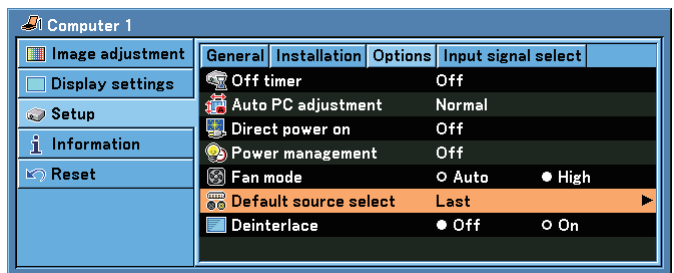 Computer 1
Image adjustment
Display settings
Setup
Information
Reset
General Installation Options Input signal select
Off timer Off
Auto PC adjustment Normal
Direct power on Off
Power management Off
Fan mode Auto High
Default source select Last
Deinterlace Off On